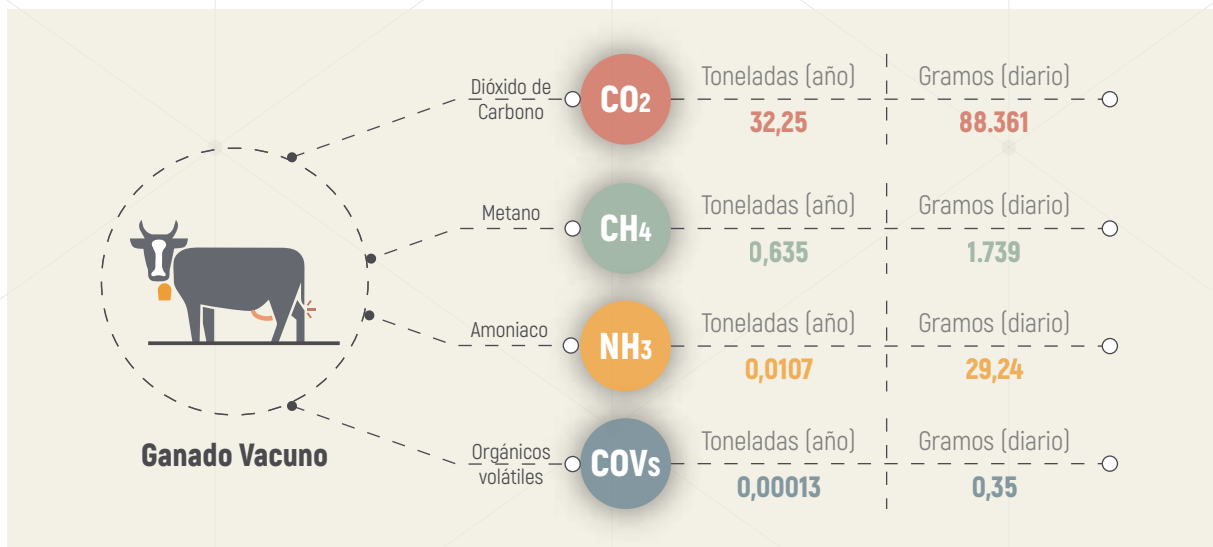 Dióxido de
Carbono
CO2
Toneladas (año)
32,25
Gramos (diario)
88.361
Metano
CH4
Toneladas (año)
0,635
Gramos (diario)
1.739
Amoniaco
NH3
Toneladas (año)
0,0107
Gramos (diario)
29,24
Orgánicos
volátiles
COVs
Toneladas (año)
0,00013
Gramos (diario)
0,35
Ganado Vacuno